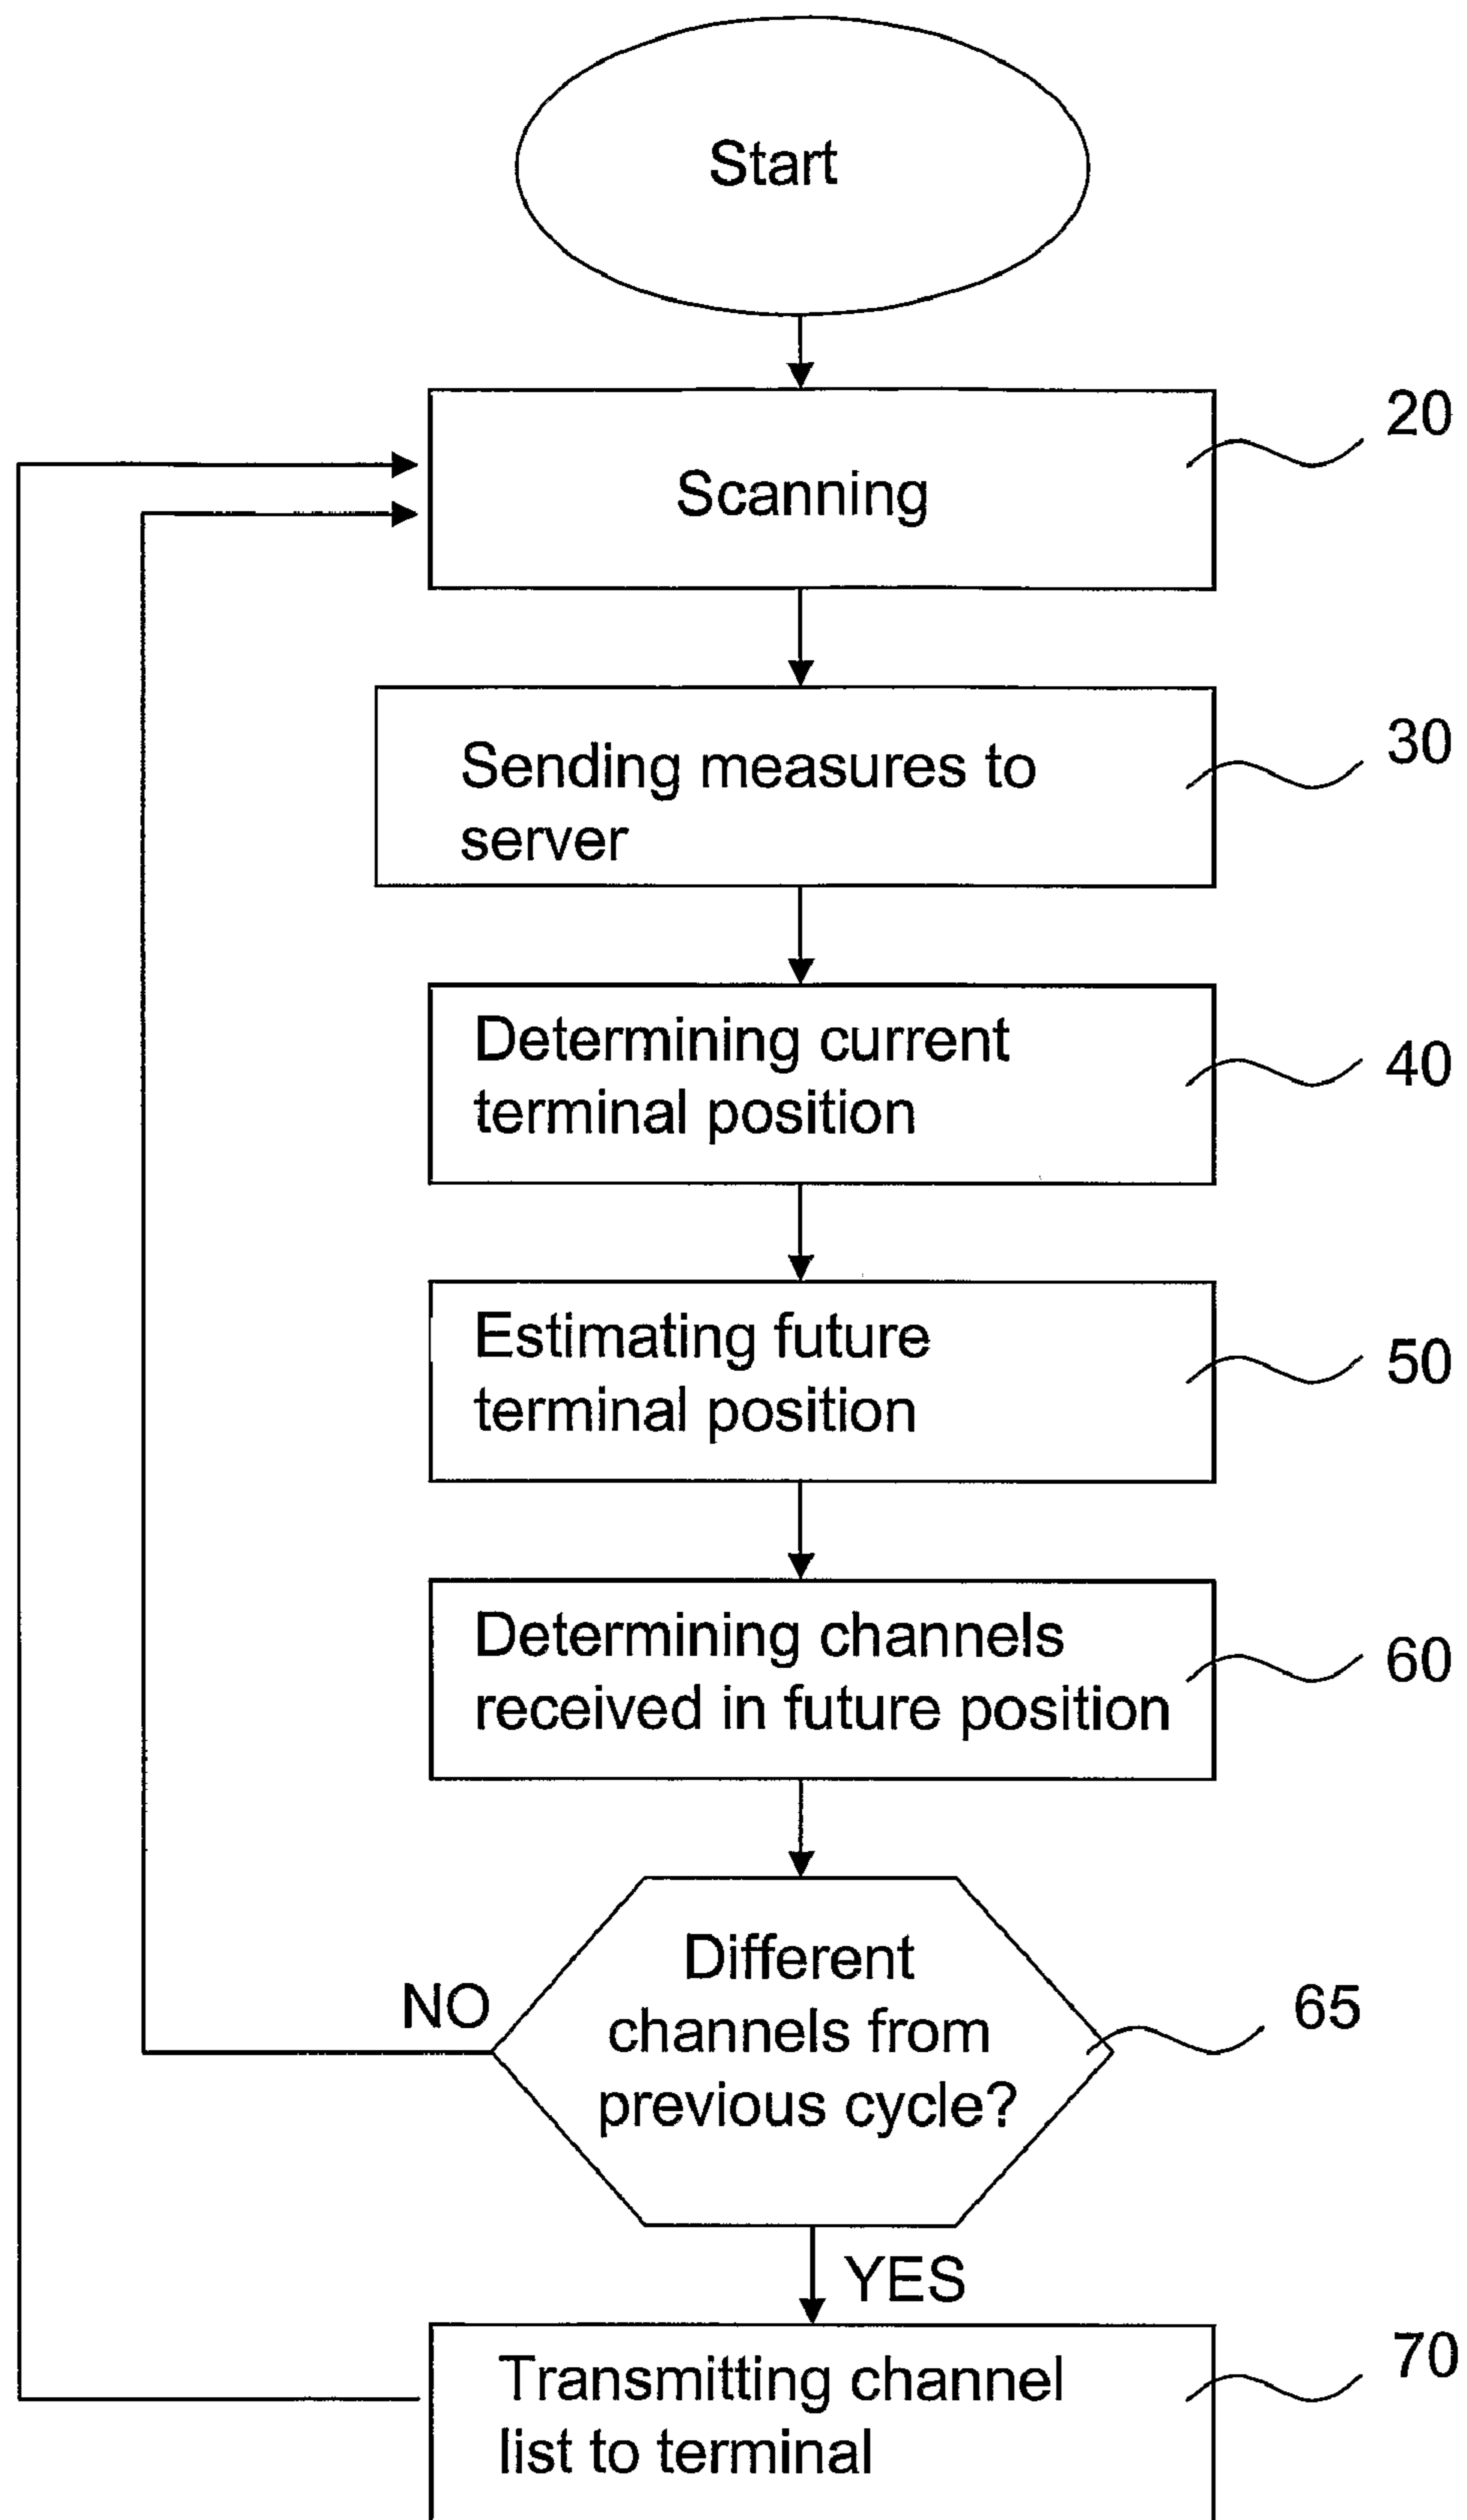 Start
20
Scanning
30
Sending measures to
server
Determining current
40
terminal position
Estimating future
50
terminal position
Determining channels
60
received in future position
Different
NO
65
channels from
previous cycle?
YES
70
Transmitting channel
list to terminal